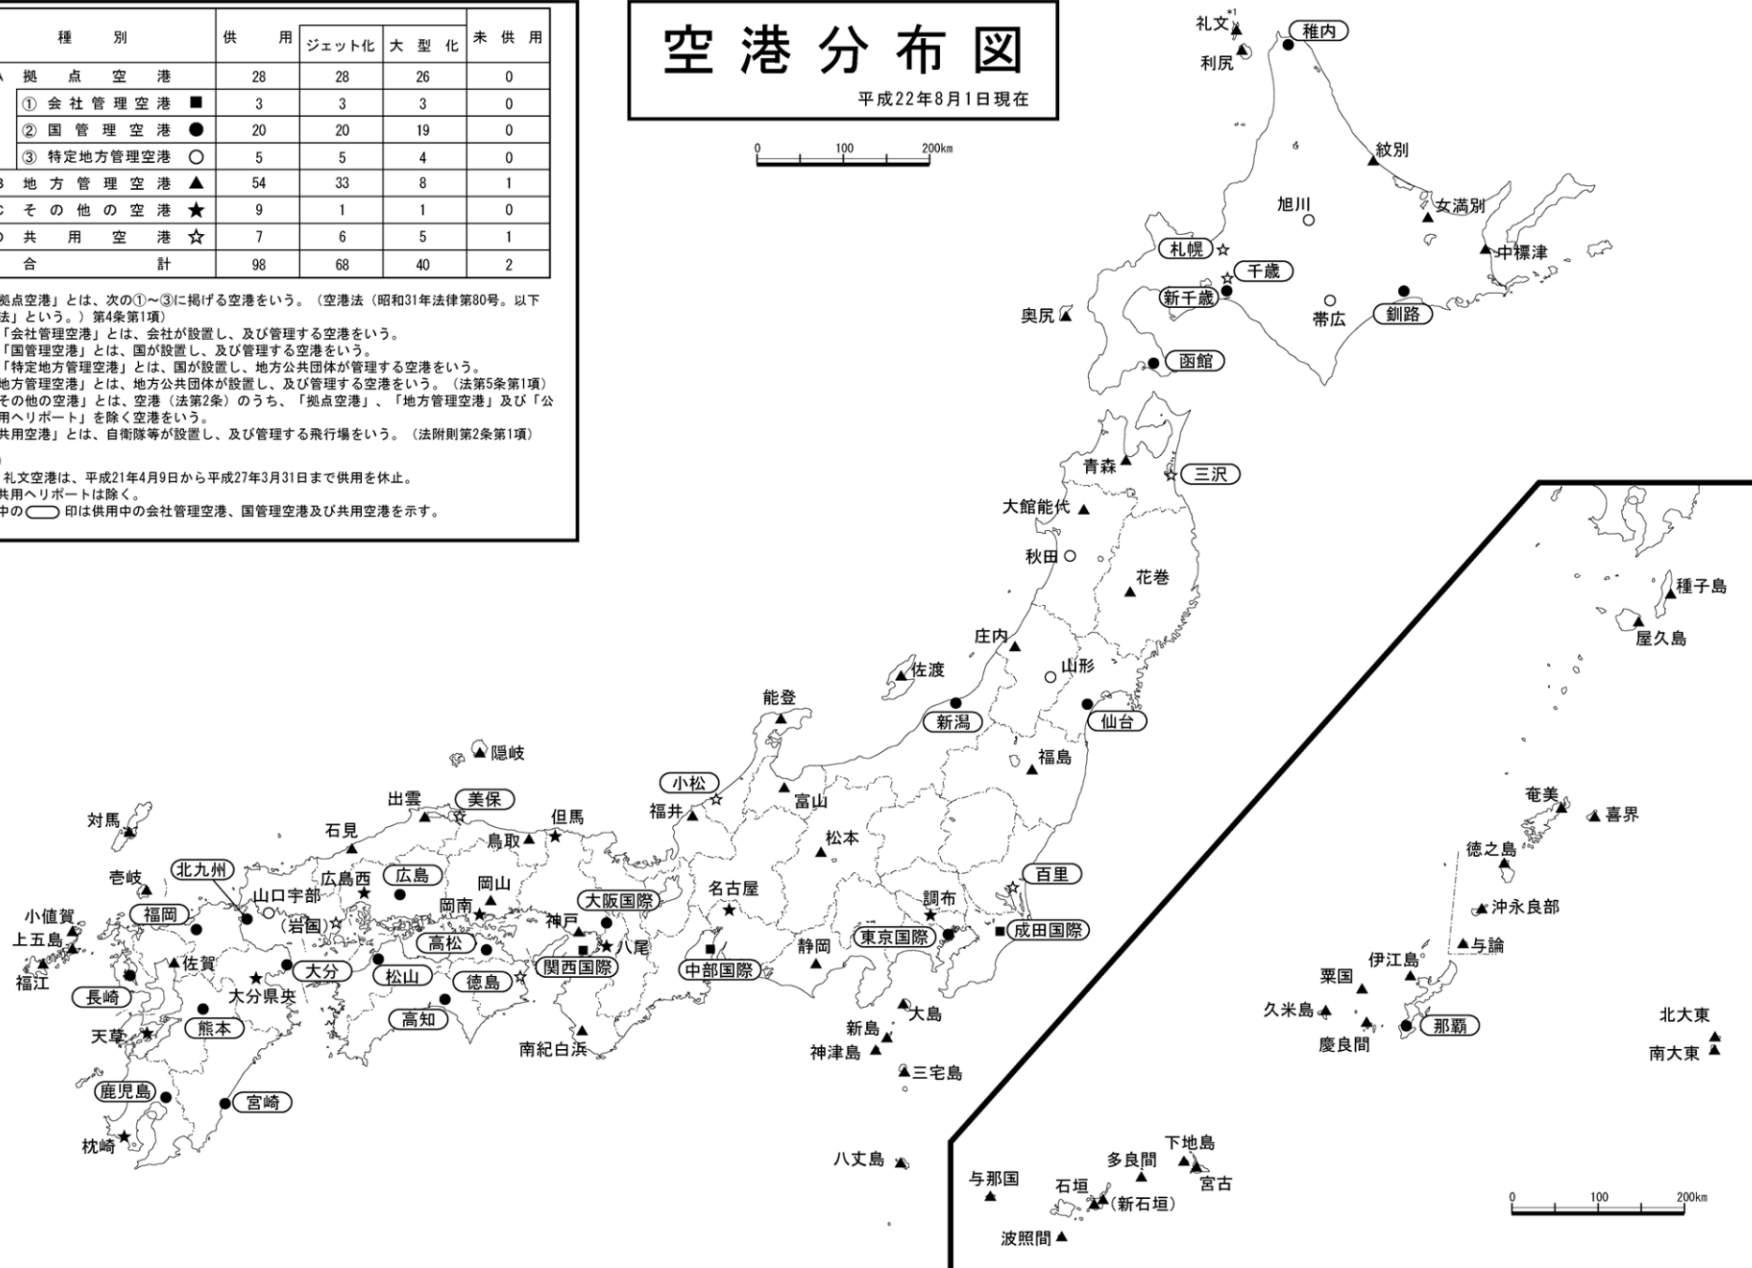 空港分布図
平成22年8月1日現在
0 100 200km
種別 供用 ジェット化 大型化 未供用
拠点空港 28 28 26 0
① 会社管理空港 ■ 3 3 3 0
② 国管理空港 ● 20 20 19 0
③ 特定地方管理空港 ○ 5 5 4 0
地方管理空港 ▲ 54 33 8 1
その他の空港 ★ 9 1 1 0
共用空港 ☆ 7 6 5 1
合計 98 68 40 2
拠点空港」とは、次の①～③に掲げる空港をいう。（空港法（昭和31年法律第80号。以下
法」という。）第4条第1項）
「会社管理空港」とは、会社が設置し、及び管理する空港をいう。
「国管理空港」とは、国が設置し、及び管理する空港をいう。
「特定地方管理空港」とは、国が設置し、地方公共団体が管理する空港をいう。
地方管理空港」とは、地方公共団体が設置し、及び管理する空港をいう。（法第5条第1項）
その他の空港」とは、空港（法第2条）のうち、「拠点空港」、「地方管理空港」及び「公
用ヘリポート」を除く空港をいう。
共用空港」とは、自衛隊等が設置し、及び管理する飛行場をいう。（法附則第2条第1項）
礼文空港は、平成21年4月9日から平成27年3月31日まで供用を休止。
共用ヘリポートは除く。
中の 印は供用中の会社管理空港、国管理空港及び共用空港を示す。
礼文*1
稚内
利尻
紋別
旭川
女満別
札幌
中標津
千歳
新千歳
奥尻
帯広
釧路
函館
青森
三沢
大館能代
秋田
花巻
庄内
山形
佐渡
新潟
仙台
能登
福島
隠岐
小松
富山
福井
出雲
美保
但馬
石見
鳥取
松本
対馬
北九州
広島西
広島
岡山
名古屋
百里
調布
壱岐
山口宇部
岡南
大阪国際
福岡
(岩国)
神戸
小値賀
上五島
高松
八尾
東京国際
成田国際
静岡
福江
佐賀
大分
松山
徳島
関西国際
中部国際
長崎
大分県央
高知
大島
熊本
天草
南紀白浜
新島
神津島
三宅島
鹿児島
宮崎
枕崎
八丈島
種子島
屋久島
奄美
喜界
徳之島
沖永良部
与論
伊江島
粟国
久米島
慶良間
那覇
北大東
南大東
下地島
多良間
宮古
与那国
石垣
(新石垣)
波照間
0 100 200km